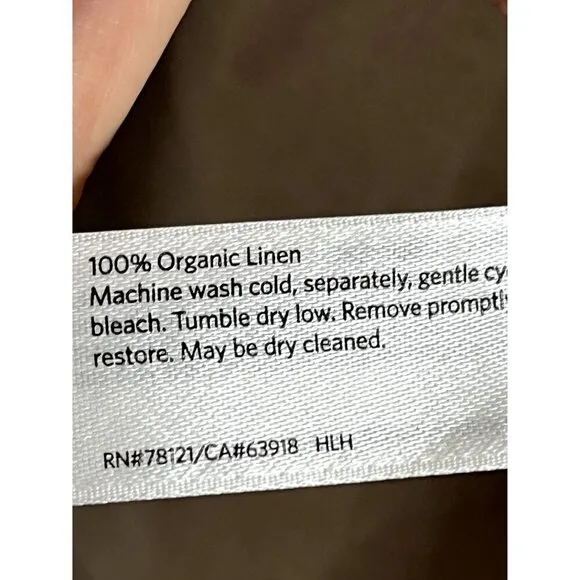 100% Organic Linen
Machine wash cold, separately, gentle
bleach. Tumble dry low. Remove promptly
restore. May be dry cleaned.
RN#78121/CA#63918 HLH